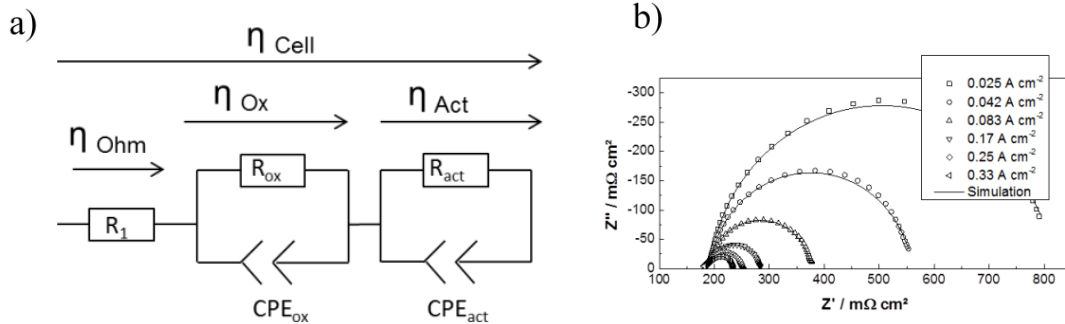 a)
η Cell
η Ox
η Act
η Ohm
Rox
Ract
R1
CPEox
CPEact
b)
-300
-250
-200
-150
-100
-50
0
Z'' / mΩ cm²
0.025 A cm⁻²
0.042 A cm⁻²
0.083 A cm⁻²
0.17 A cm⁻²
0.25 A cm⁻²
0.33 A cm⁻²
Simulation
100 200 300 400 500 600 700 800
Z' / mΩ cm²